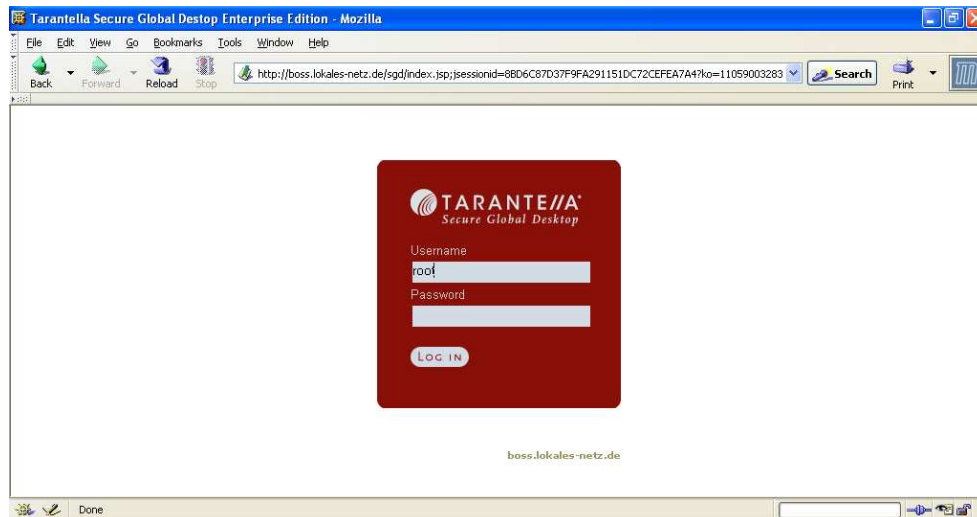 Tarantella Secure Global Destop Enterprise Edition - Mozilla
File Edit View Go Bookmarks Tools Window Help
Back Forward Reload Stop http://boss.lokales-netz.de/sgd/index.jsp;jsessionid=8BD6C87D37F9FA291151DC72CEFEA7A4?ko=11059003283 Search Print
TARANTE//A
Secure Global Desktop
Username
root
Password
LOG IN
boss.lokales-netz.de
Done